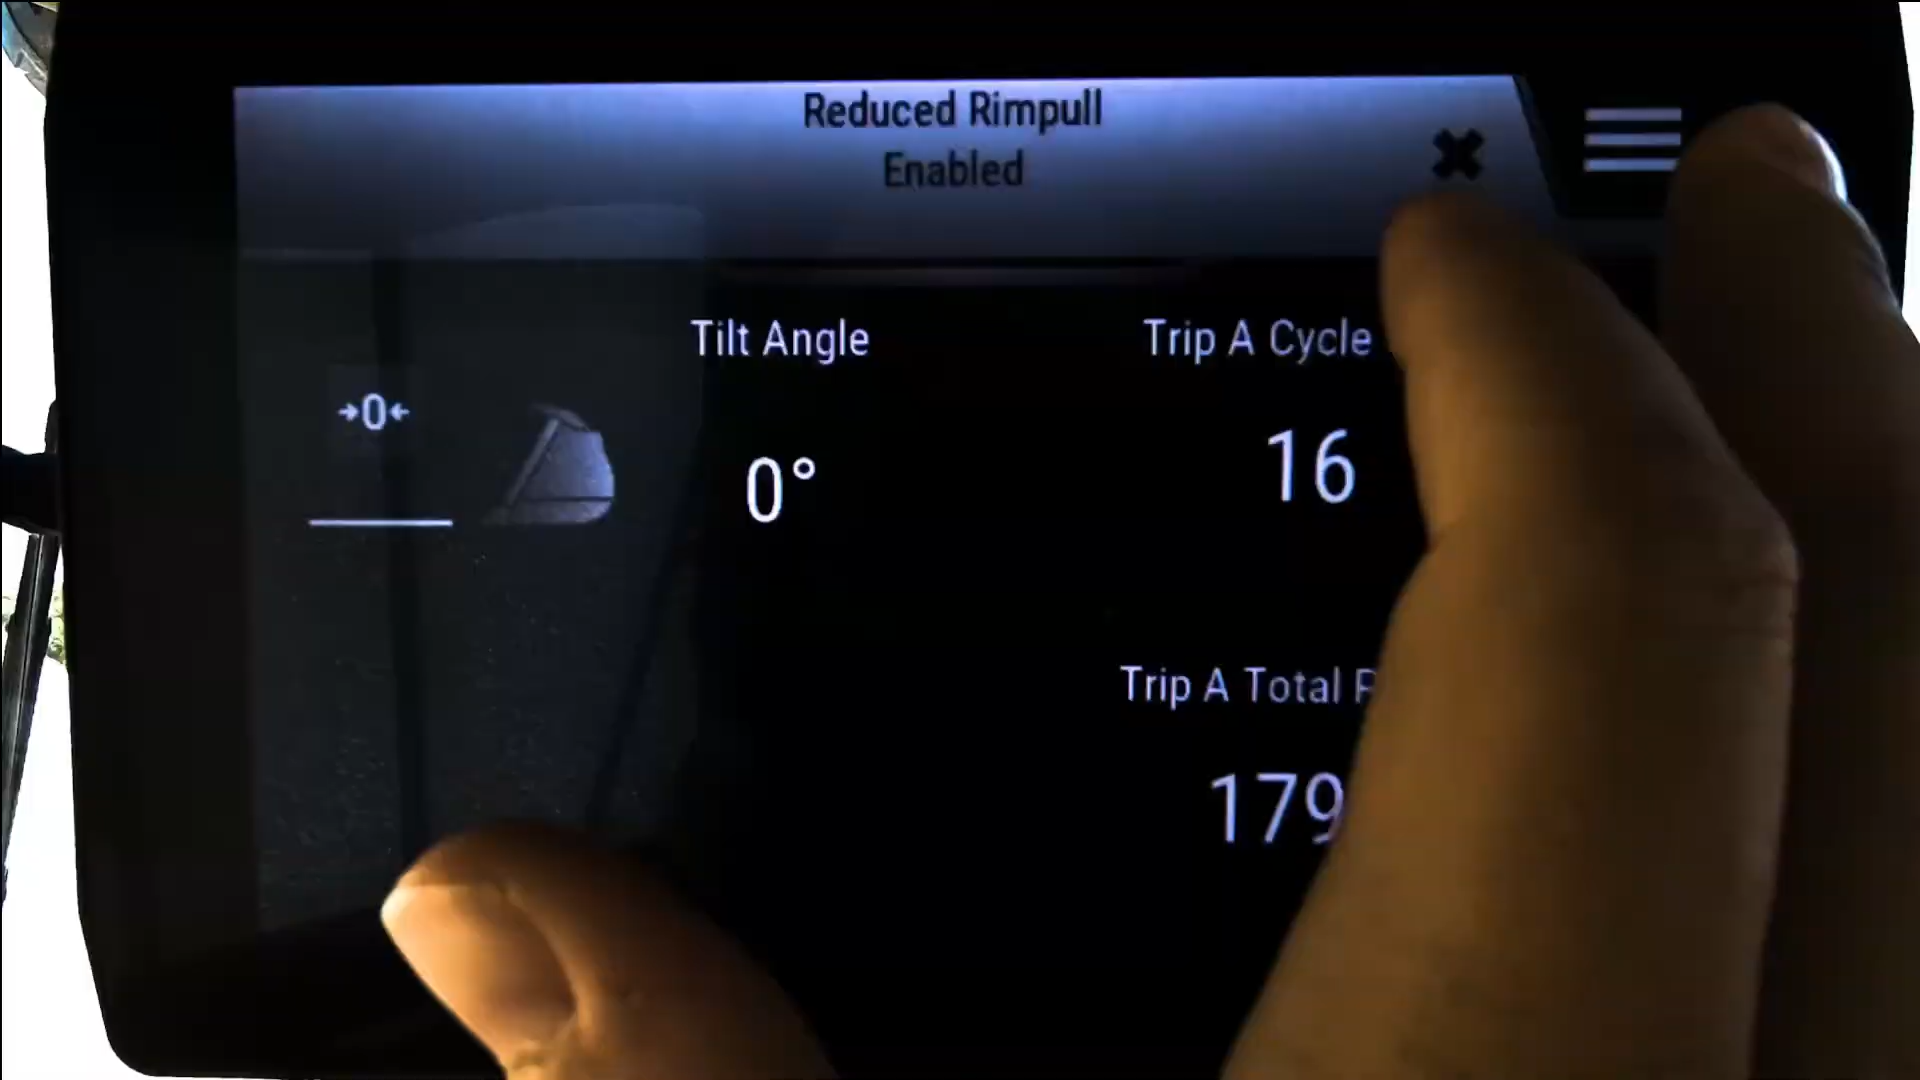 Reduced Rimpull
Enabled
Tilt Angle
Trip A Cycle
→0←
0°
16
Trip A Total
179